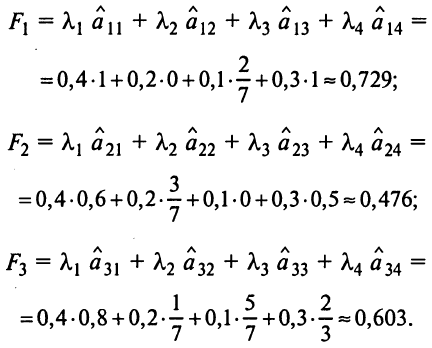 F₁ = λ₁ â₁₁ + λ₂ â₁₂ + λ₃ â₁₃ + λ₄ â₁₄ =
= 0,4·1 + 0,2·0 + 0,1·2/7 + 0,3·1 ≈ 0,729;
F₂ = λ₁ â₂₁ + λ₂ â₂₂ + λ₃ â₂₃ + λ₄ â₂₄ =
= 0,4·0,6 + 0,2·3/7 + 0,1·0 + 0,3·0,5 ≈ 0,476;
F₃ = λ₁ â₃₁ + λ₂ â₃₂ + λ₃ â₃₃ + λ₄ â₃₄ =
= 0,4·0,8 + 0,2·1/7 + 0,1·5/7 + 0,3·2/3 ≈ 0,603.